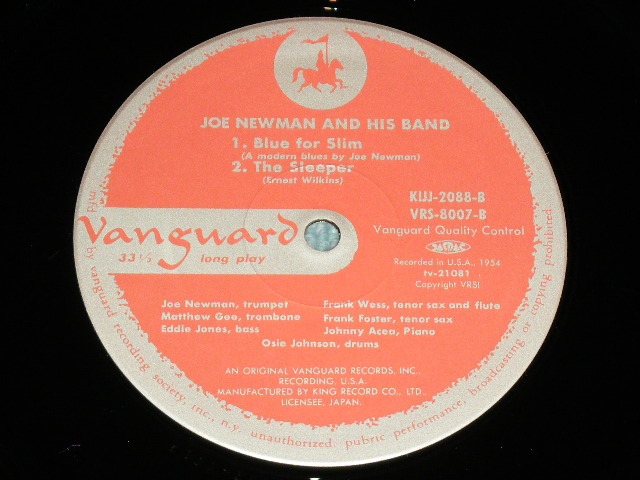 JOE NEWMAN AND HIS BAND
1. Blue for Slim
(A modern blues by Joe Newman)
2. The Sleeper
(Ernest Wilkins)
KIJJ-2088-B
VRS-8007-B
Vanguard
33 1/3 long play
Vanguard Quality Control
JASRAC
Recorded in U.S.A., 1954
tv-21081
Copyright VRSI
Joe Newman, trumpet
Matthew Gee, trombone
Eddie Jones, bass
Frank Wess, tenor sax and flute
Frank Foster, tenor sax
Johnny Acea, Piano
Osie Johnson, drums
AN ORIGINAL VANGUARD RECORDS, INC.,
RECORDING, U.S.A.
MANUFACTURED BY KING RECORD CO., LTD.,
LICENSEE, JAPAN.
mfd. by vanguard recording society, inc., n.y. unauthorized. pubric performance, broadcasting or copying prohibited